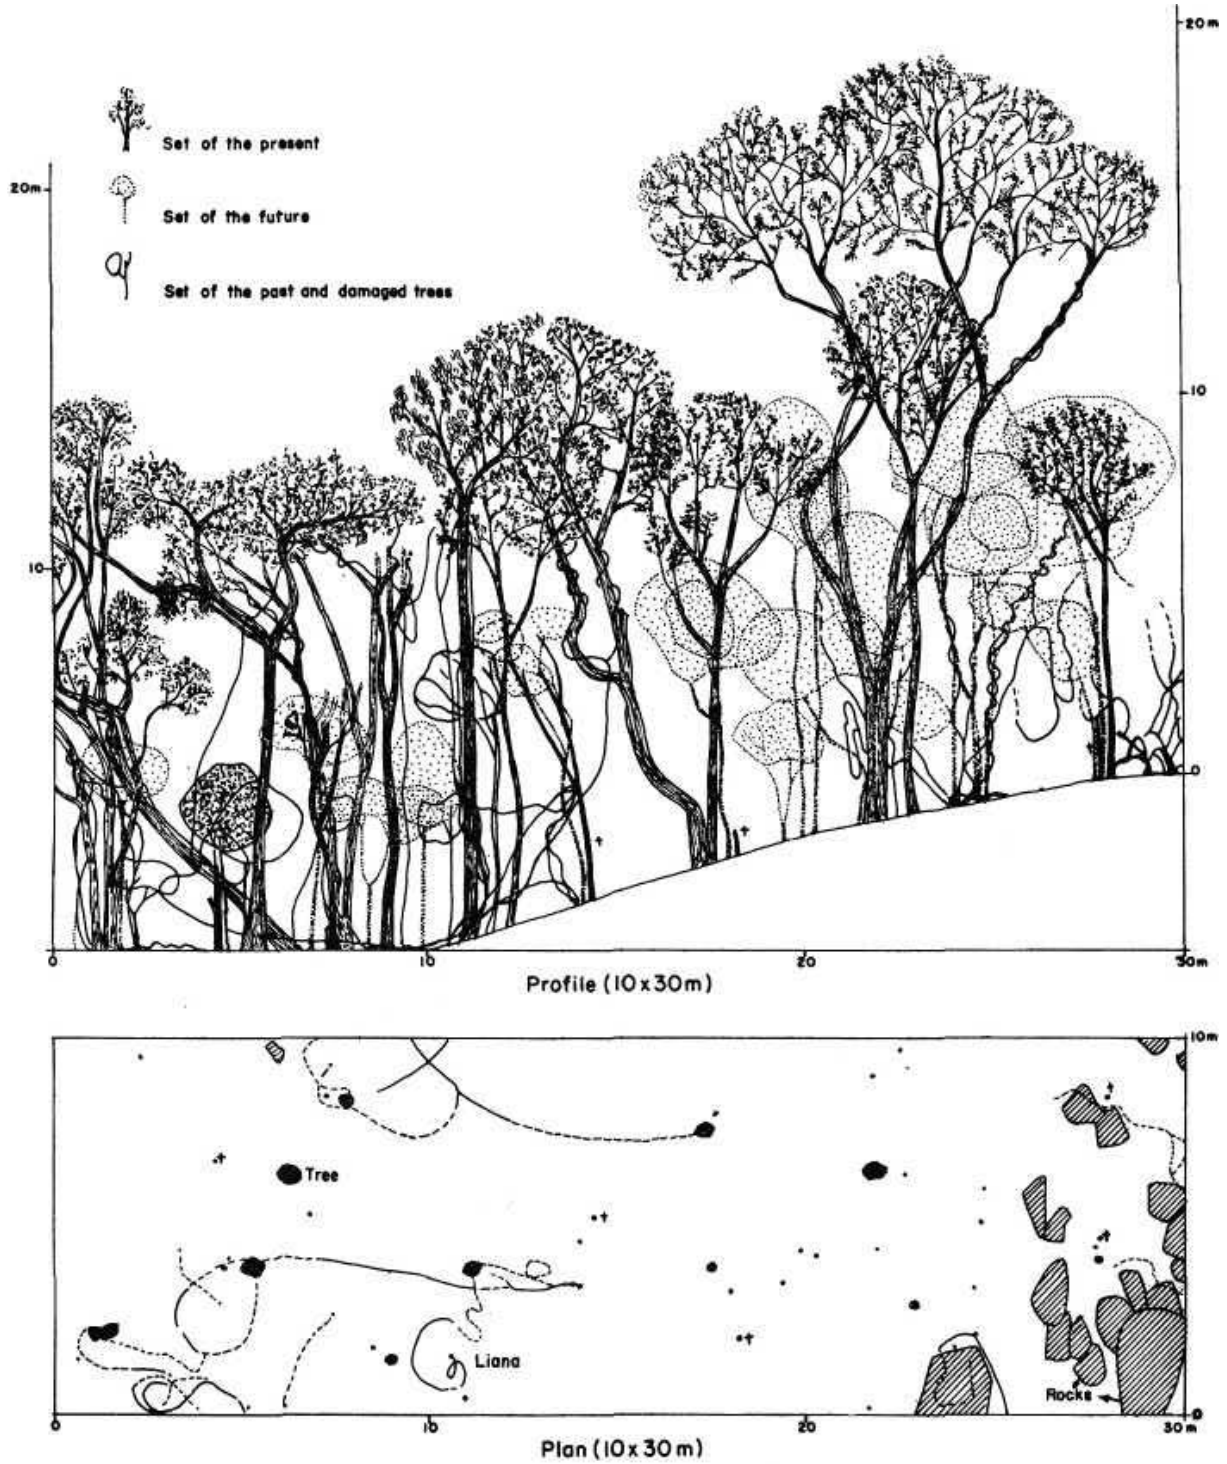 20m
Set of the present
20m
Set of the future
Set of the past and damaged trees
10
10
0
0 10 20 30m
Profile (10x30m)
10m
Tree
Liana
Rocks
0
0 10 20 30m
Plan (10x30m)